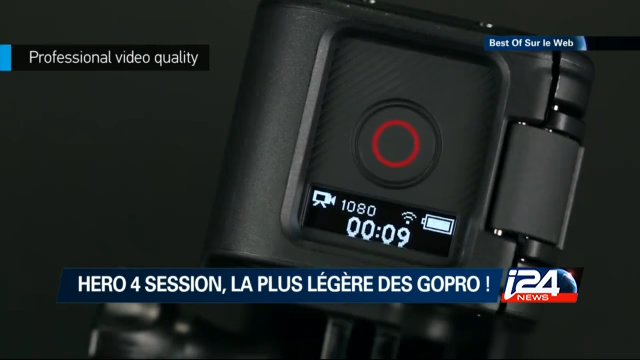 Professional video quality
Best Of Sur le Web
1080
00:09
HERO 4 SESSION, LA PLUS LÉGÈRE DES GOPRO !
i24
NEWS